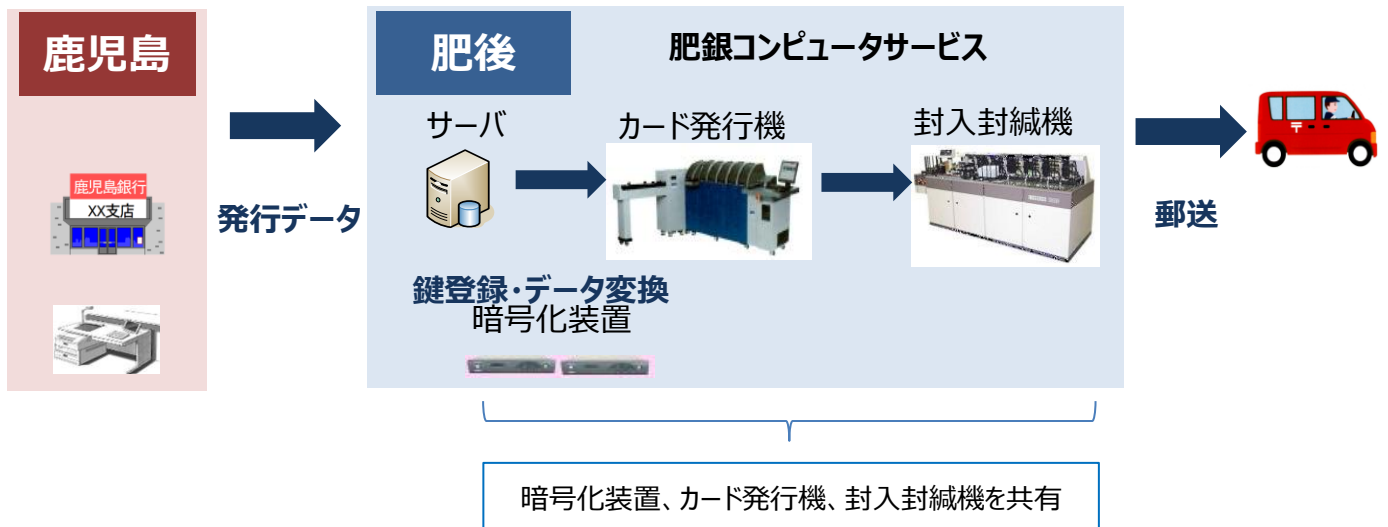 鹿児島
肥後
肥銀コンピュータサービス
サーバ
カード発行機
封入封緘機
鹿児島銀行
XX支店
発行データ
郵送
鍵登録・データ変換
暗号化装置
暗号化装置、カード発行機、封入封緘機を共有